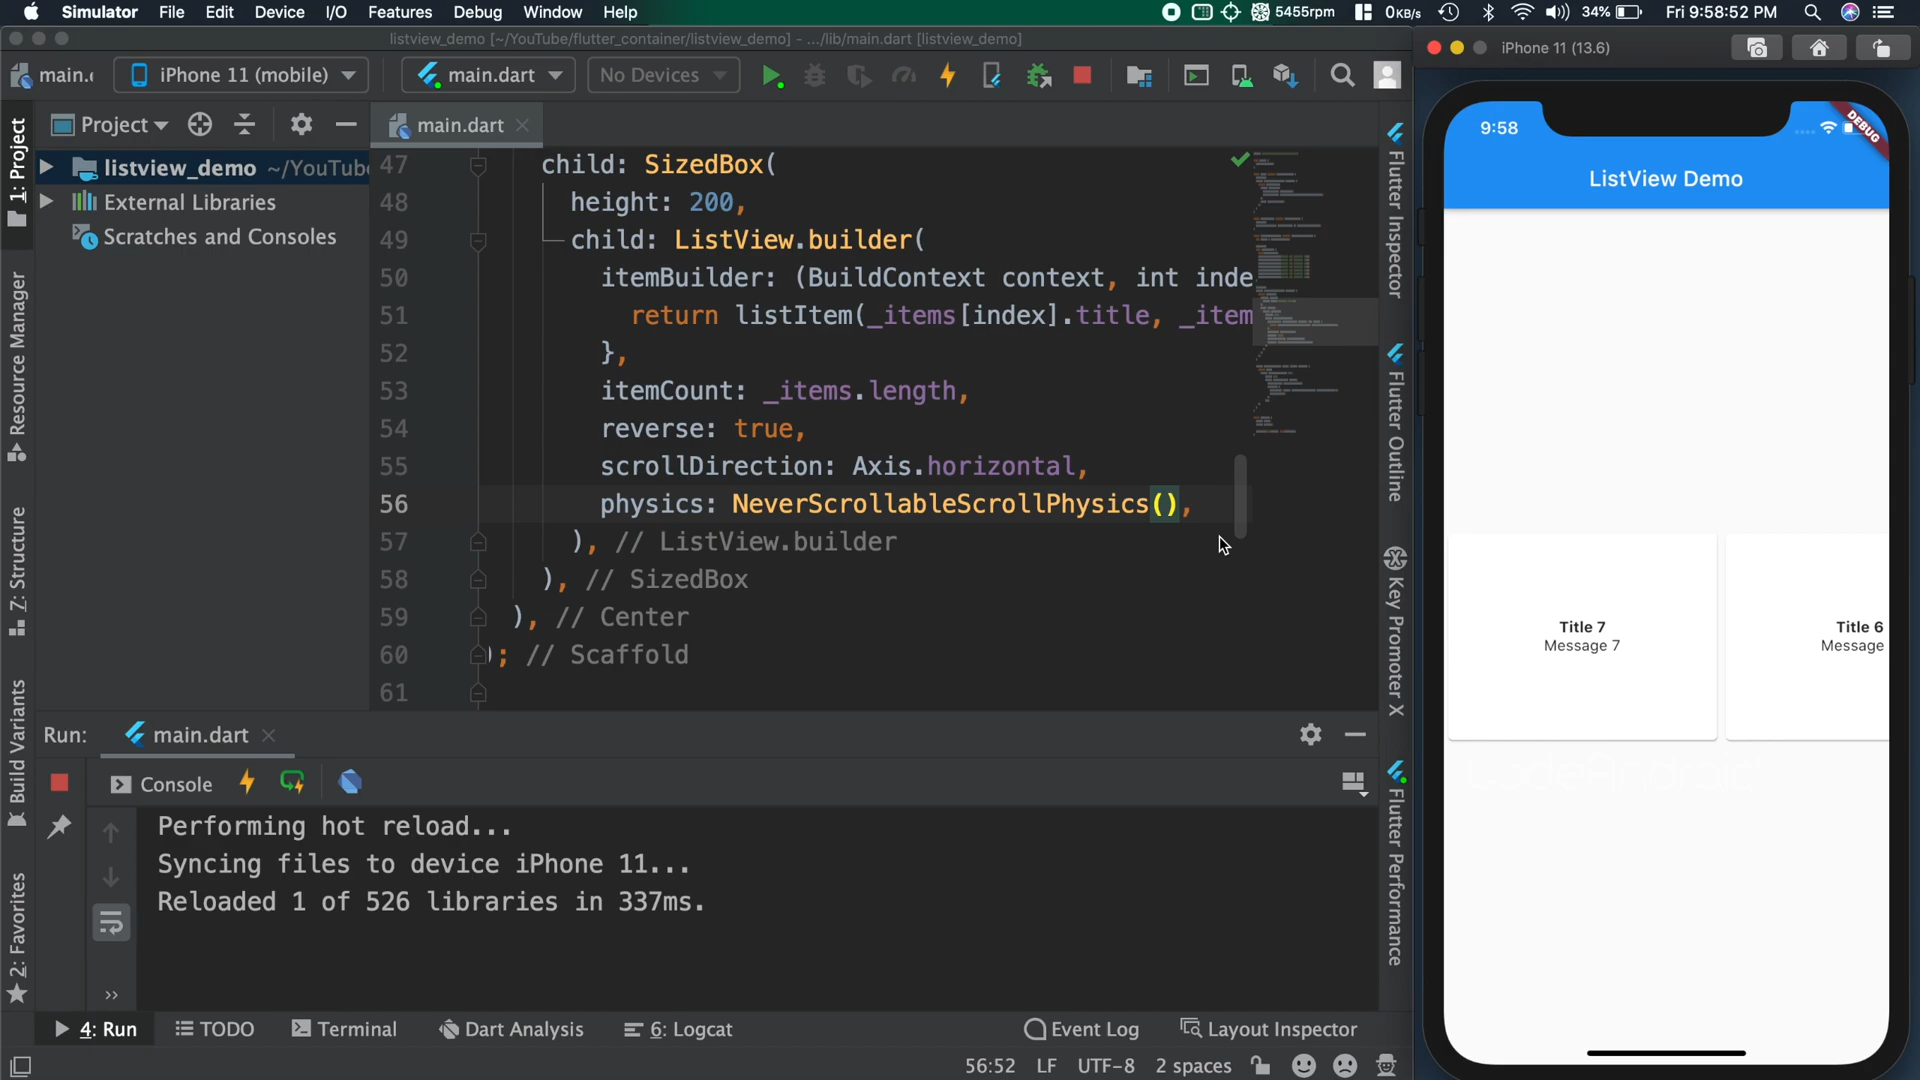 Simulator File Edit Device I/O Features Debug Window Help 5455rpm 0KB/s 34% Fri 9:58:52 PM
listview_demo [~/YouTube/flutter_container/listview_demo] - .../lib/main.dart [listview_demo]
iPhone 11 (13.6)
main.c iPhone 11 (mobile) main.dart No Devices
Project
main.dart
listview_demo ~/YouTube
External Libraries
Scratches and Consoles
1: Project
Resource Manager
Z: Structure
Build Variants
2: Favorites
47 child: SizedBox(
48 height: 200,
49 child: ListView.builder(
50 itemBuilder: (BuildContext context, int inde
51 return listItem(_items[index].title, _item
52 },
53 itemCount: _items.length,
54 reverse: true,
55 scrollDirection: Axis.horizontal,
56 physics: NeverScrollableScrollPhysics(),
57 ), // ListView.builder
58 ), // SizedBox
59 ), // Center
60 ); // Scaffold
61
Flutter Inspector
Flutter Outline
Key Promoter X
Flutter Performance
9:58
DEBUG
ListView Demo
Title 7
Message 7
Title 6
Message
CodeAndroid
Run: main.dart
Console
Performing hot reload...
Syncing files to device iPhone 11...
Reloaded 1 of 526 libraries in 337ms.
»
4: Run TODO Terminal Dart Analysis 6: Logcat Event Log Layout Inspector
56:52 LF UTF-8 2 spaces